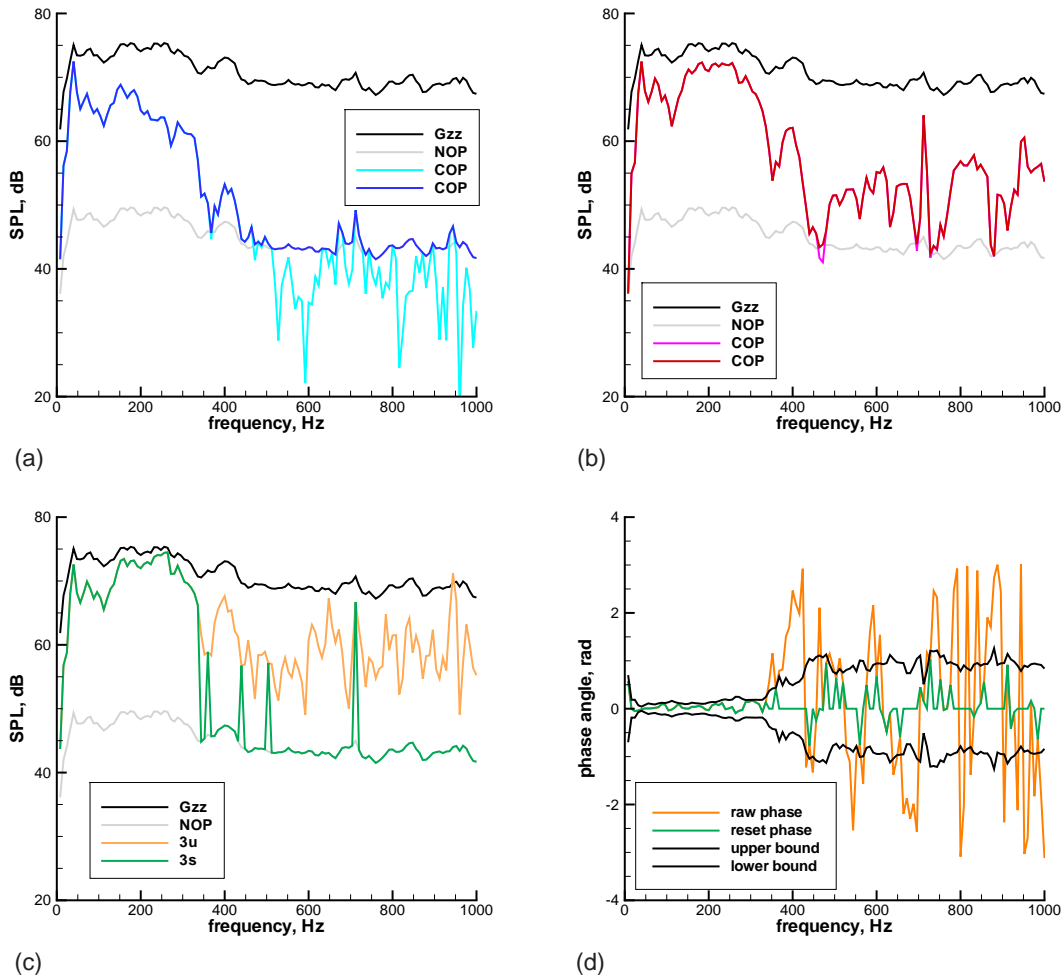 80
60
40
20
SPL, dB
0
200
400
600
800
1000
frequency, Hz
Gzz
NOP
COP
COP
(a)
80
60
40
20
SPL, dB
0
200
400
600
800
1000
frequency, Hz
Gzz
NOP
COP
COP
(b)
80
60
40
20
SPL, dB
0
200
400
600
800
1000
frequency, Hz
Gzz
NOP
3u
3s
(c)
4
2
0
-2
-4
phase angle, rad
0
200
400
600
800
1000
frequency, Hz
raw phase
reset phase
upper bound
lower bound
(d)